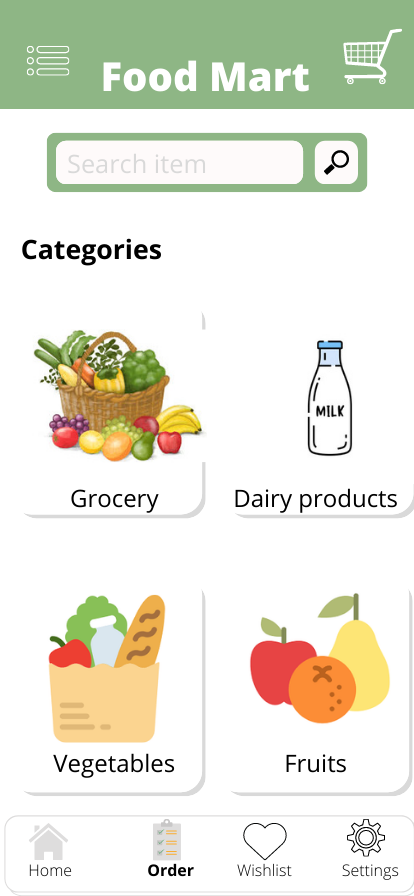 Food Mart
Search item
Categories
MILK
Grocery
Dairy products
Vegetables
Fruits
Home
Order
Wishlist
Settings